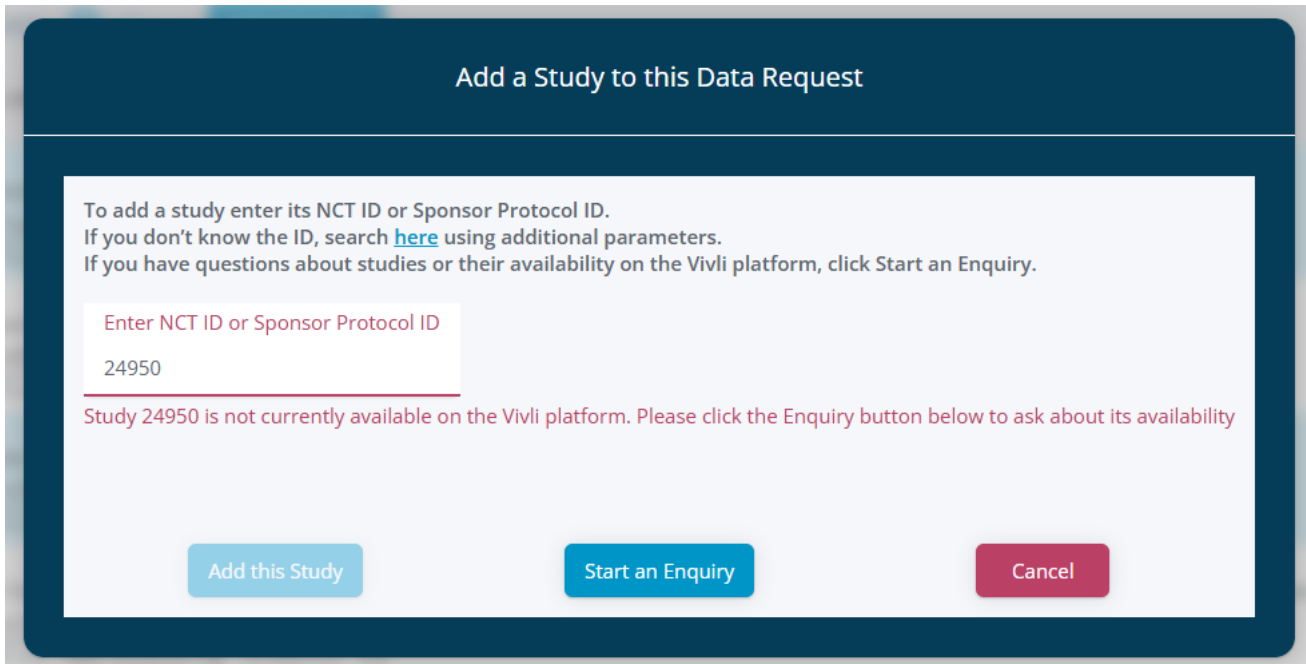 Add a Study to this Data Request
To add a study enter its NCT ID or Sponsor Protocol ID.
If you don't know the ID, search here using additional parameters.
If you have questions about studies or their availability on the Vivli platform, click Start an Enquiry.
Enter NCT ID or Sponsor Protocol ID
24950
Study 24950 is not currently available on the Vivli platform. Please click the Enquiry button below to ask about its availability
Add this Study
Start an Enquiry
Cancel